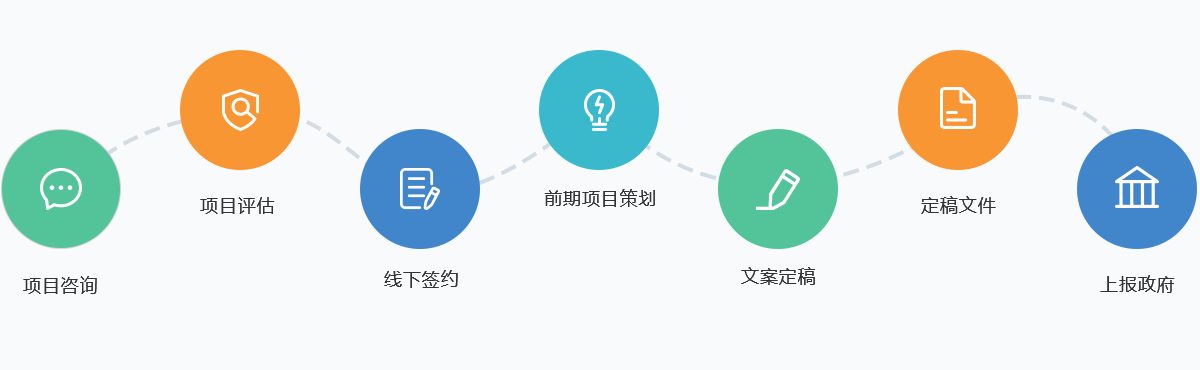 项目咨询
项目评估
线下签约
前期项目策划
文案定稿
定稿文件
上报政府